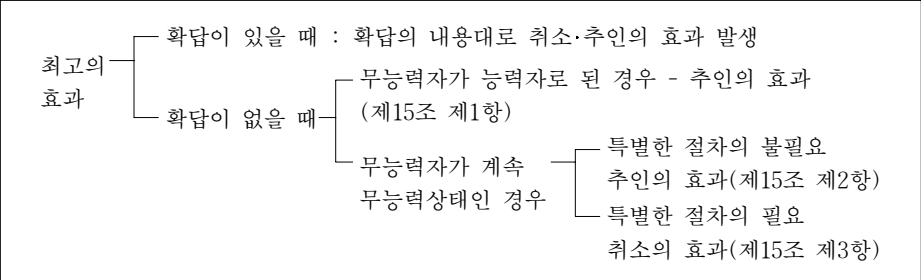 최고의
효과
확답이 있을 때 : 확답의 내용대로 취소·추인의 효과 발생
확답이 없을 때
무능력자가 능력자로 된 경우 - 추인의 효과
(제15조 제1항)
무능력자가 계속
무능력상태인 경우
특별한 절차의 불필요
추인의 효과(제15조 제2항)
특별한 절차의 필요
취소의 효과(제15조 제3항)